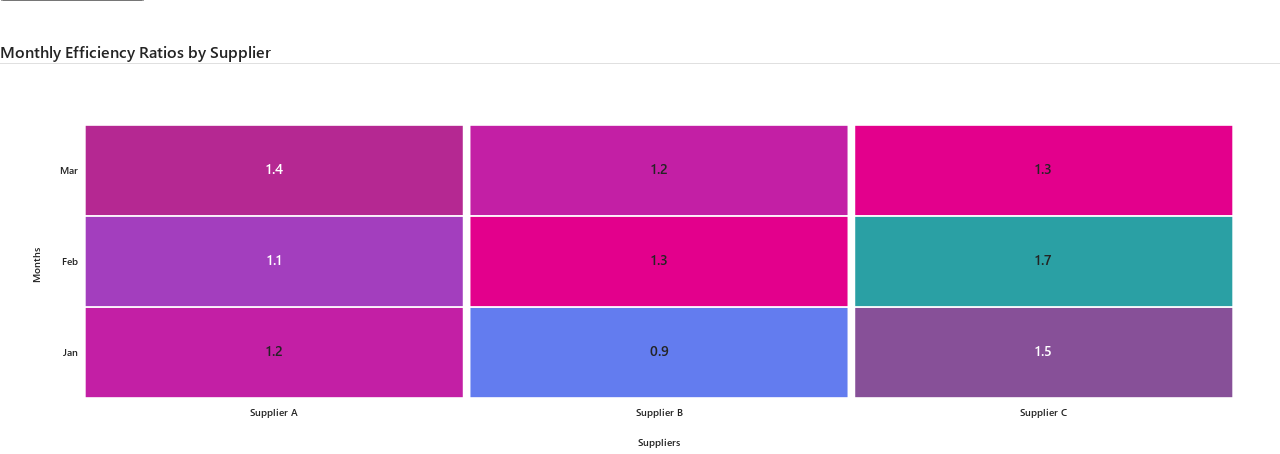 Monthly Efficiency Ratios by Supplier
Mar
1.4
1.2
1.3
Feb
1.1
1.3
1.7
Months
Jan
1.2
0.9
1.5
Supplier A
Supplier B
Supplier C
Suppliers